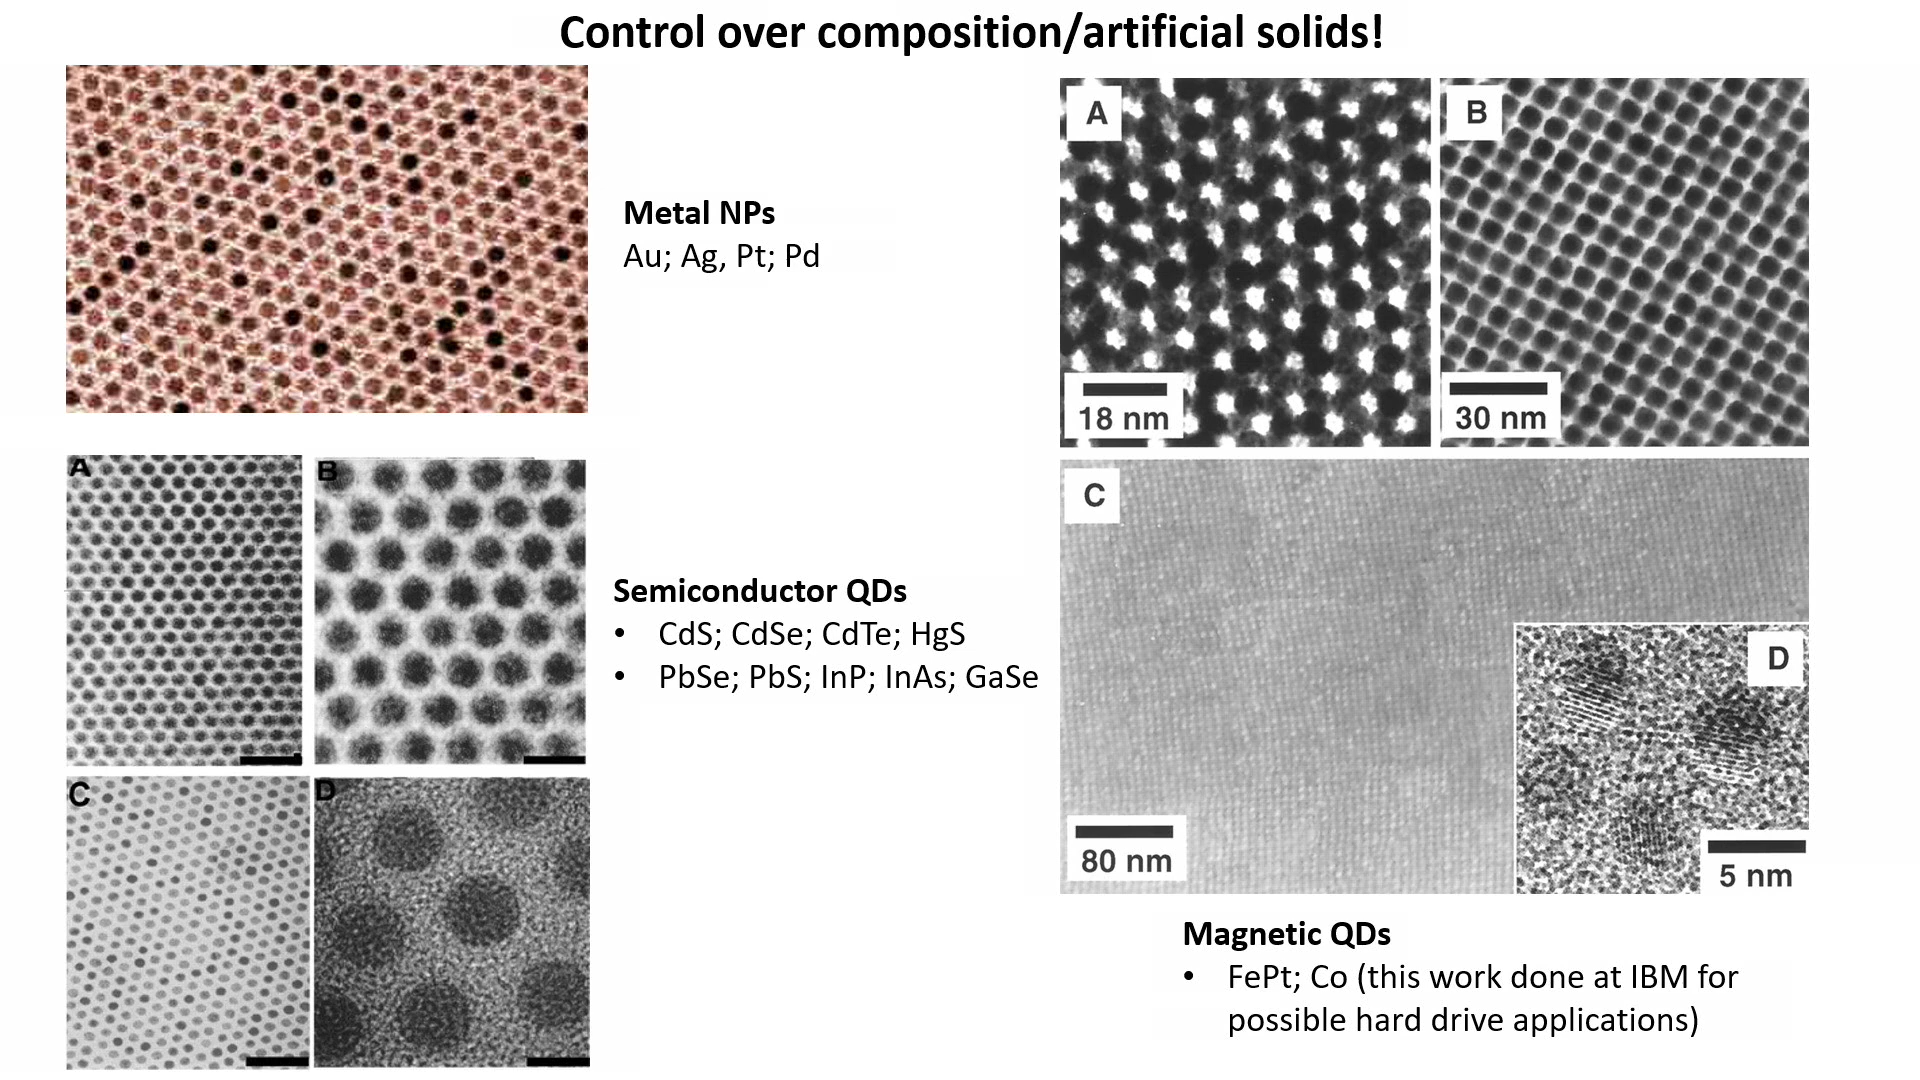 Control over composition/artificial solids!
Metal NPs
Au; Ag, Pt; Pd
A
B
C
D
Semiconductor QDs
• CdS; CdSe; CdTe; HgS
• PbSe; PbS; InP; InAs; GaSe
A
18 nm
B
30 nm
C
80 nm
D
5 nm
Magnetic QDs
• FePt; Co (this work done at IBM for
possible hard drive applications)